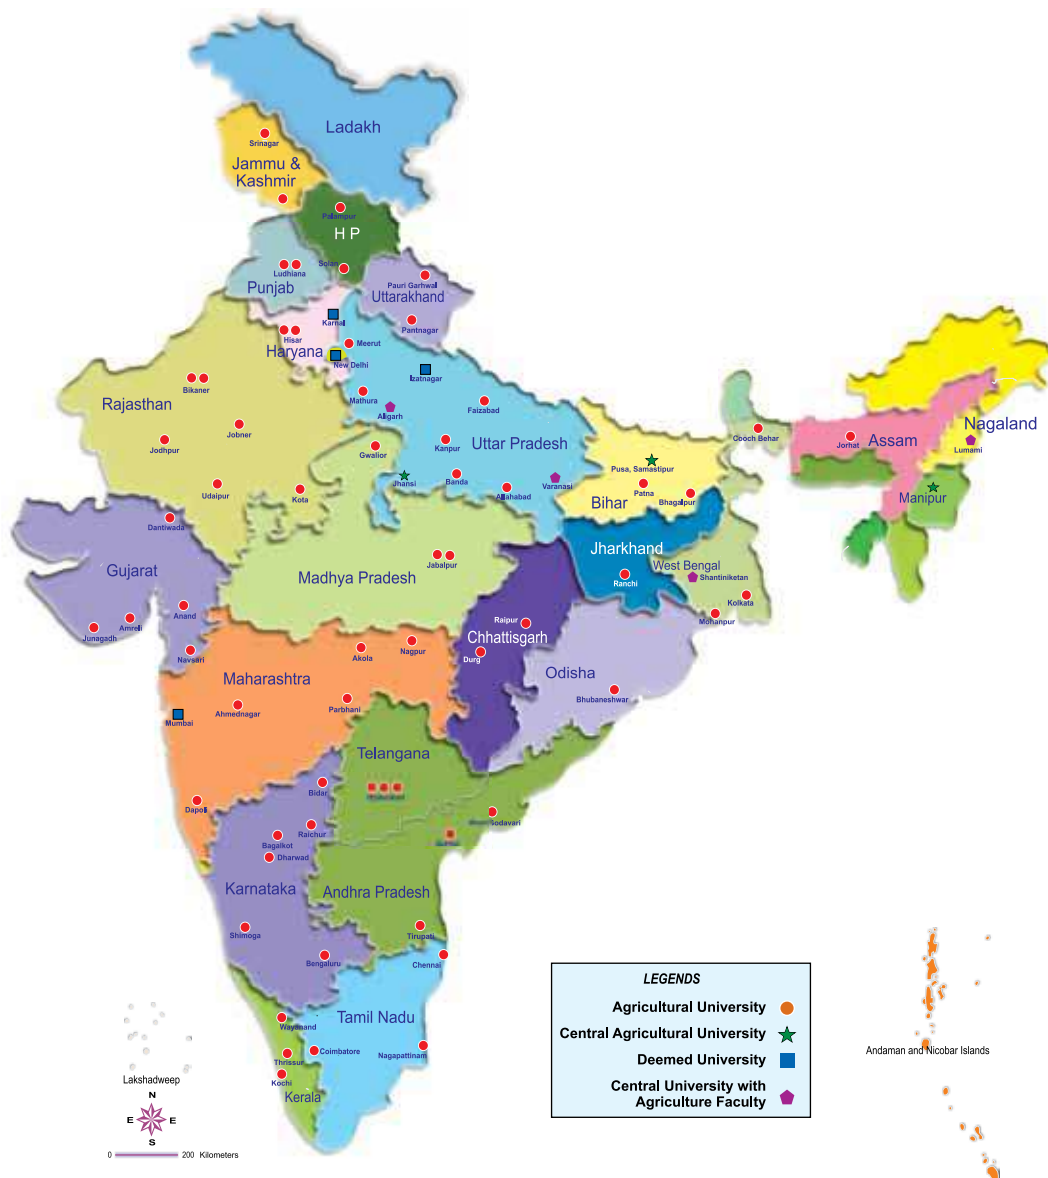 Ladakh
Srinagar
Jammu &
Kashmir
Palampur
H P
Solan
Ludhiana
Punjab
Pauri Garhwal
Uttarakhand
Pantnagar
Karnal
Hisar
Haryana
Meerut
New Delhi
Izatnagar
Bikaner
Rajasthan
Mathura
Aligarh
Faizabad
Jobner
Jodhpur
Gwalior
Kanpur
Uttar Pradesh
Cooch Behar
Jorhat
Assam
Nagaland
Lumami
Udaipur
Kota
Jhansi
Banda
Allahabad
Varanasi
Pusa, Samastipur
Patna
Bhagalpur
Bihar
Manipur
Dantiwada
Gujarat
Madhya Pradesh
Jabalpur
Jharkhand
Ranchi
West Bengal
Shantiniketan
Kolkata
Mohanpur
Anand
Amreli
Junagadh
Navsari
Raipur
Chhattisgarh
Durg
Akola
Nagpur
Maharashtra
Odisha
Bhubaneshwar
Ahmednagar
Parbhani
Mumbai
Telangana
Bidar
Dapoli
Raichur
Bagalkot
Dharwad
Godavari
Karnataka
Andhra Pradesh
Shimoga
Tirupati
Bengaluru
Chennai
Wayanand
Tamil Nadu
Coimbatore
Nagapattinam
Thrissur
Kochi
Kerala
Lakshadweep
N
E E
S
0 200 Kilometers
LEGENDS
Agricultural University
Central Agricultural University
Deemed University
Central University with
Agriculture Faculty
Andaman and Nicobar Islands